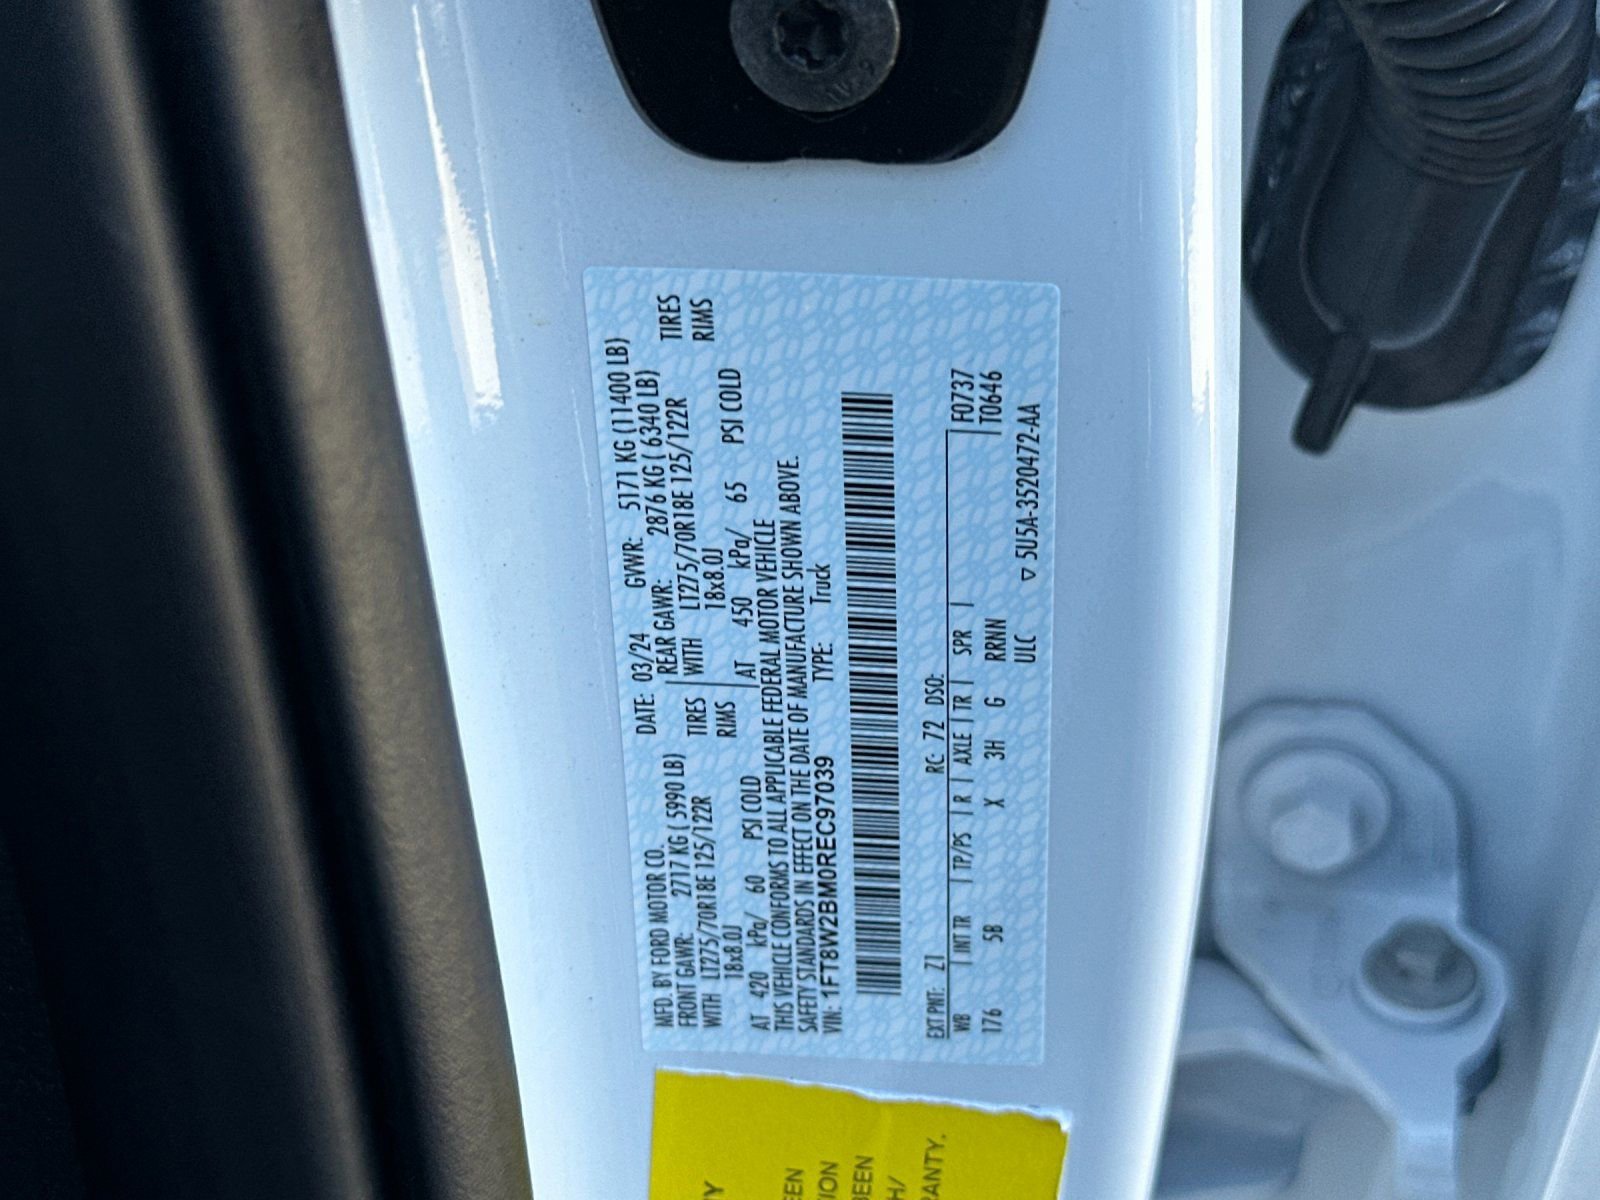 MFD. BY FORD MOTOR CO.
DATE: 03/24 GVWR: 5171 KG (11400 LB)
FRONT GAWR: 2717 KG ( 5990 LB) REAR GAWR: 2876 KG ( 6340 LB)
WITH LT275/70R18E 125/122R TIRES WITH LT275/70R18E 125/122R TIRES
18x8.0J RIMS 18x8.0J RIMS
AT 420 kPa/ 60 PSI COLD AT 450 kPa/ 65 PSI COLD
THIS VEHICLE CONFORMS TO ALL APPLICABLE FEDERAL MOTOR VEHICLE
SAFETY STANDARDS IN EFFECT ON THE DATE OF MANUFACTURE SHOWN ABOVE.
VIN: 1FT8W2BM0REC97039 TYPE: Truck
EXT PNT: Z1 RC: 72 DSO:
WB | INT TR | TP/PS | R | AXLE | TR | SPR | F0737
176 5B X 3H G RRNN T0646
ULC ▽ 5U5A-3520472-AA
EEN
ION
BEEN
H/
RANTY.